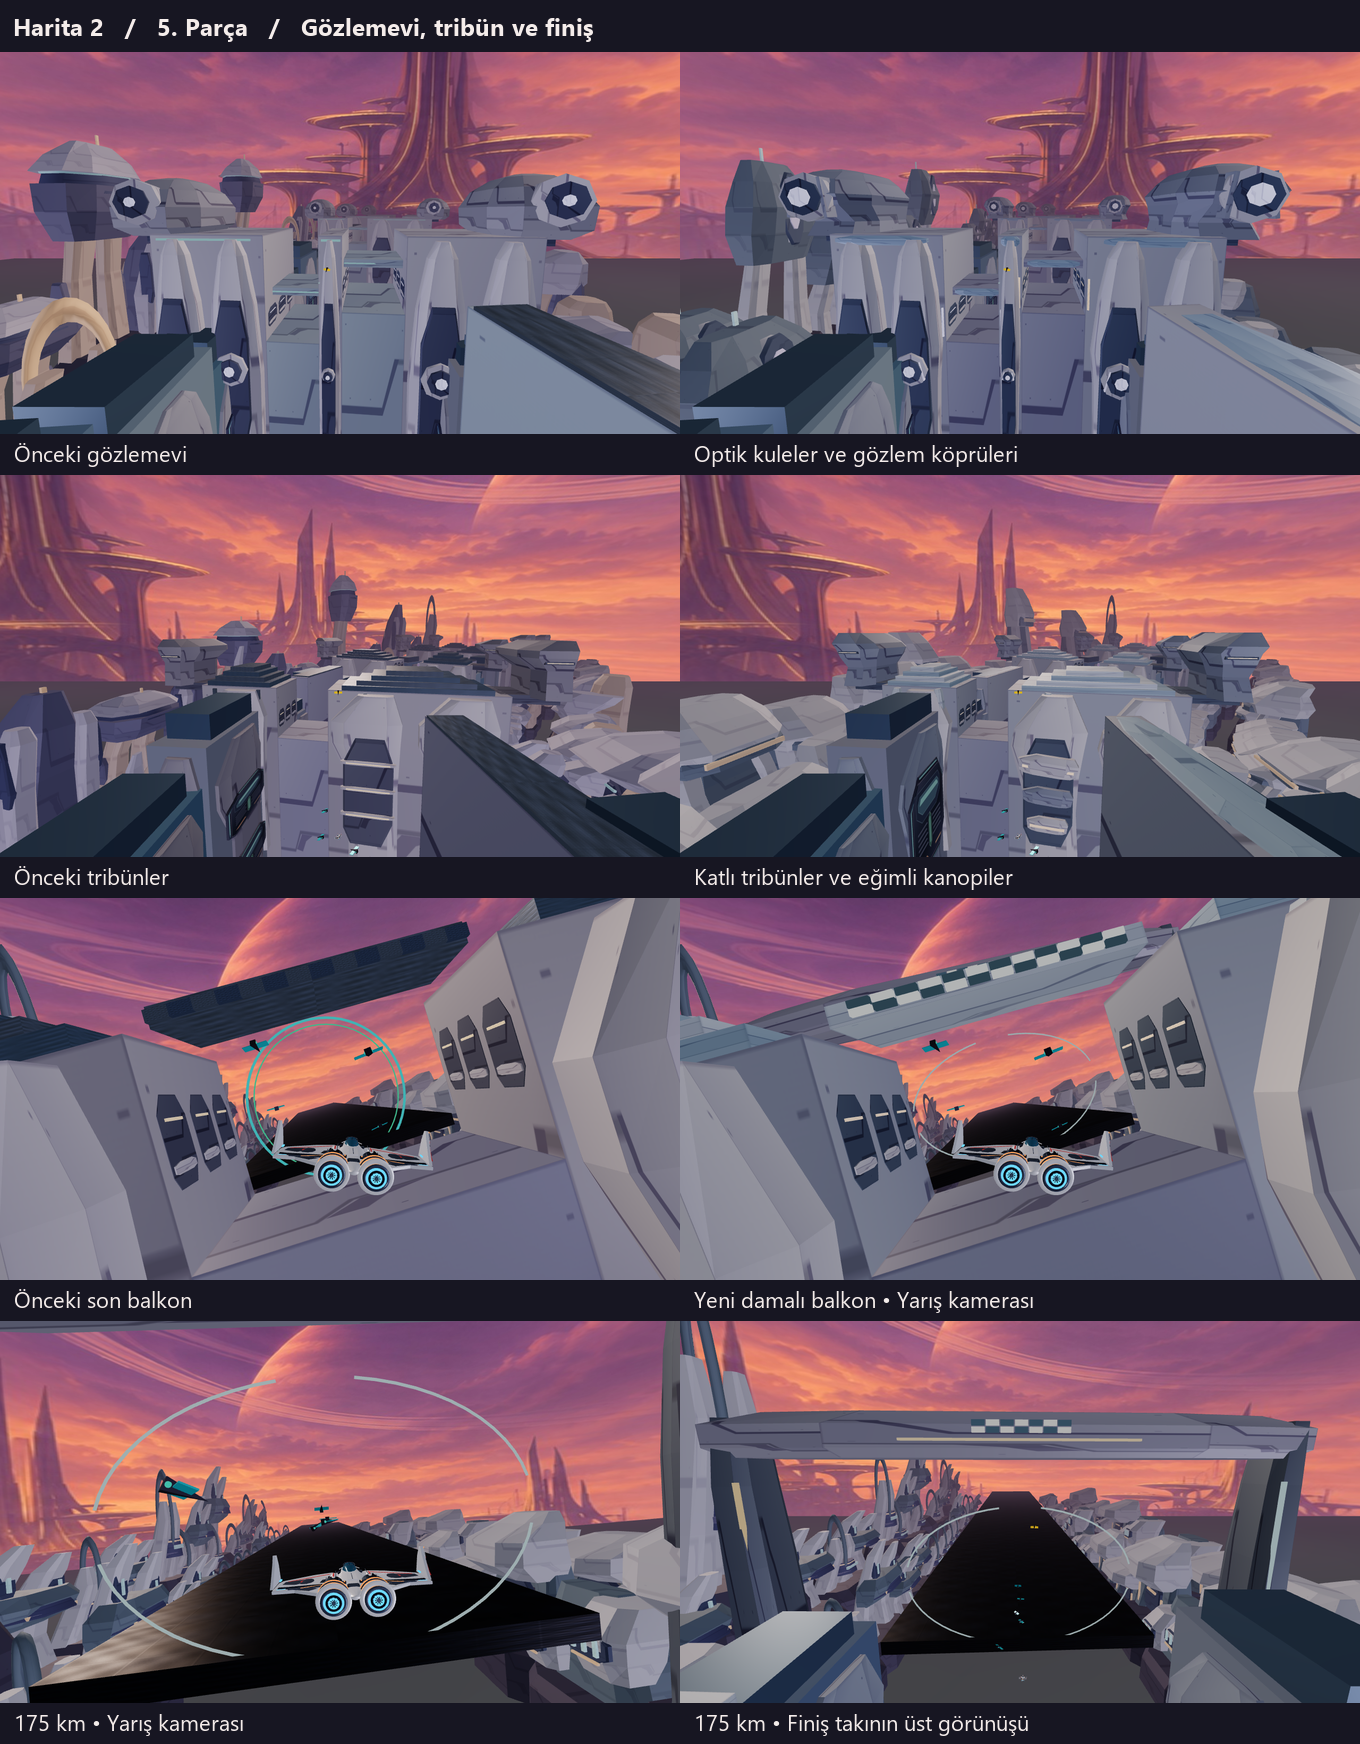 Harita 2 / 5. Parça / Gözlemevi, tribün ve finiş
Önceki gözlemevi
Optik kuleler ve gözlem köprüleri
Önceki tribünler
Katlı tribünler ve eğimli kanopiler
Önceki son balkon
Yeni damalı balkon • Yarış kamerası
175 km • Yarış kamerası
175 km • Finiş takının üst görünüşü